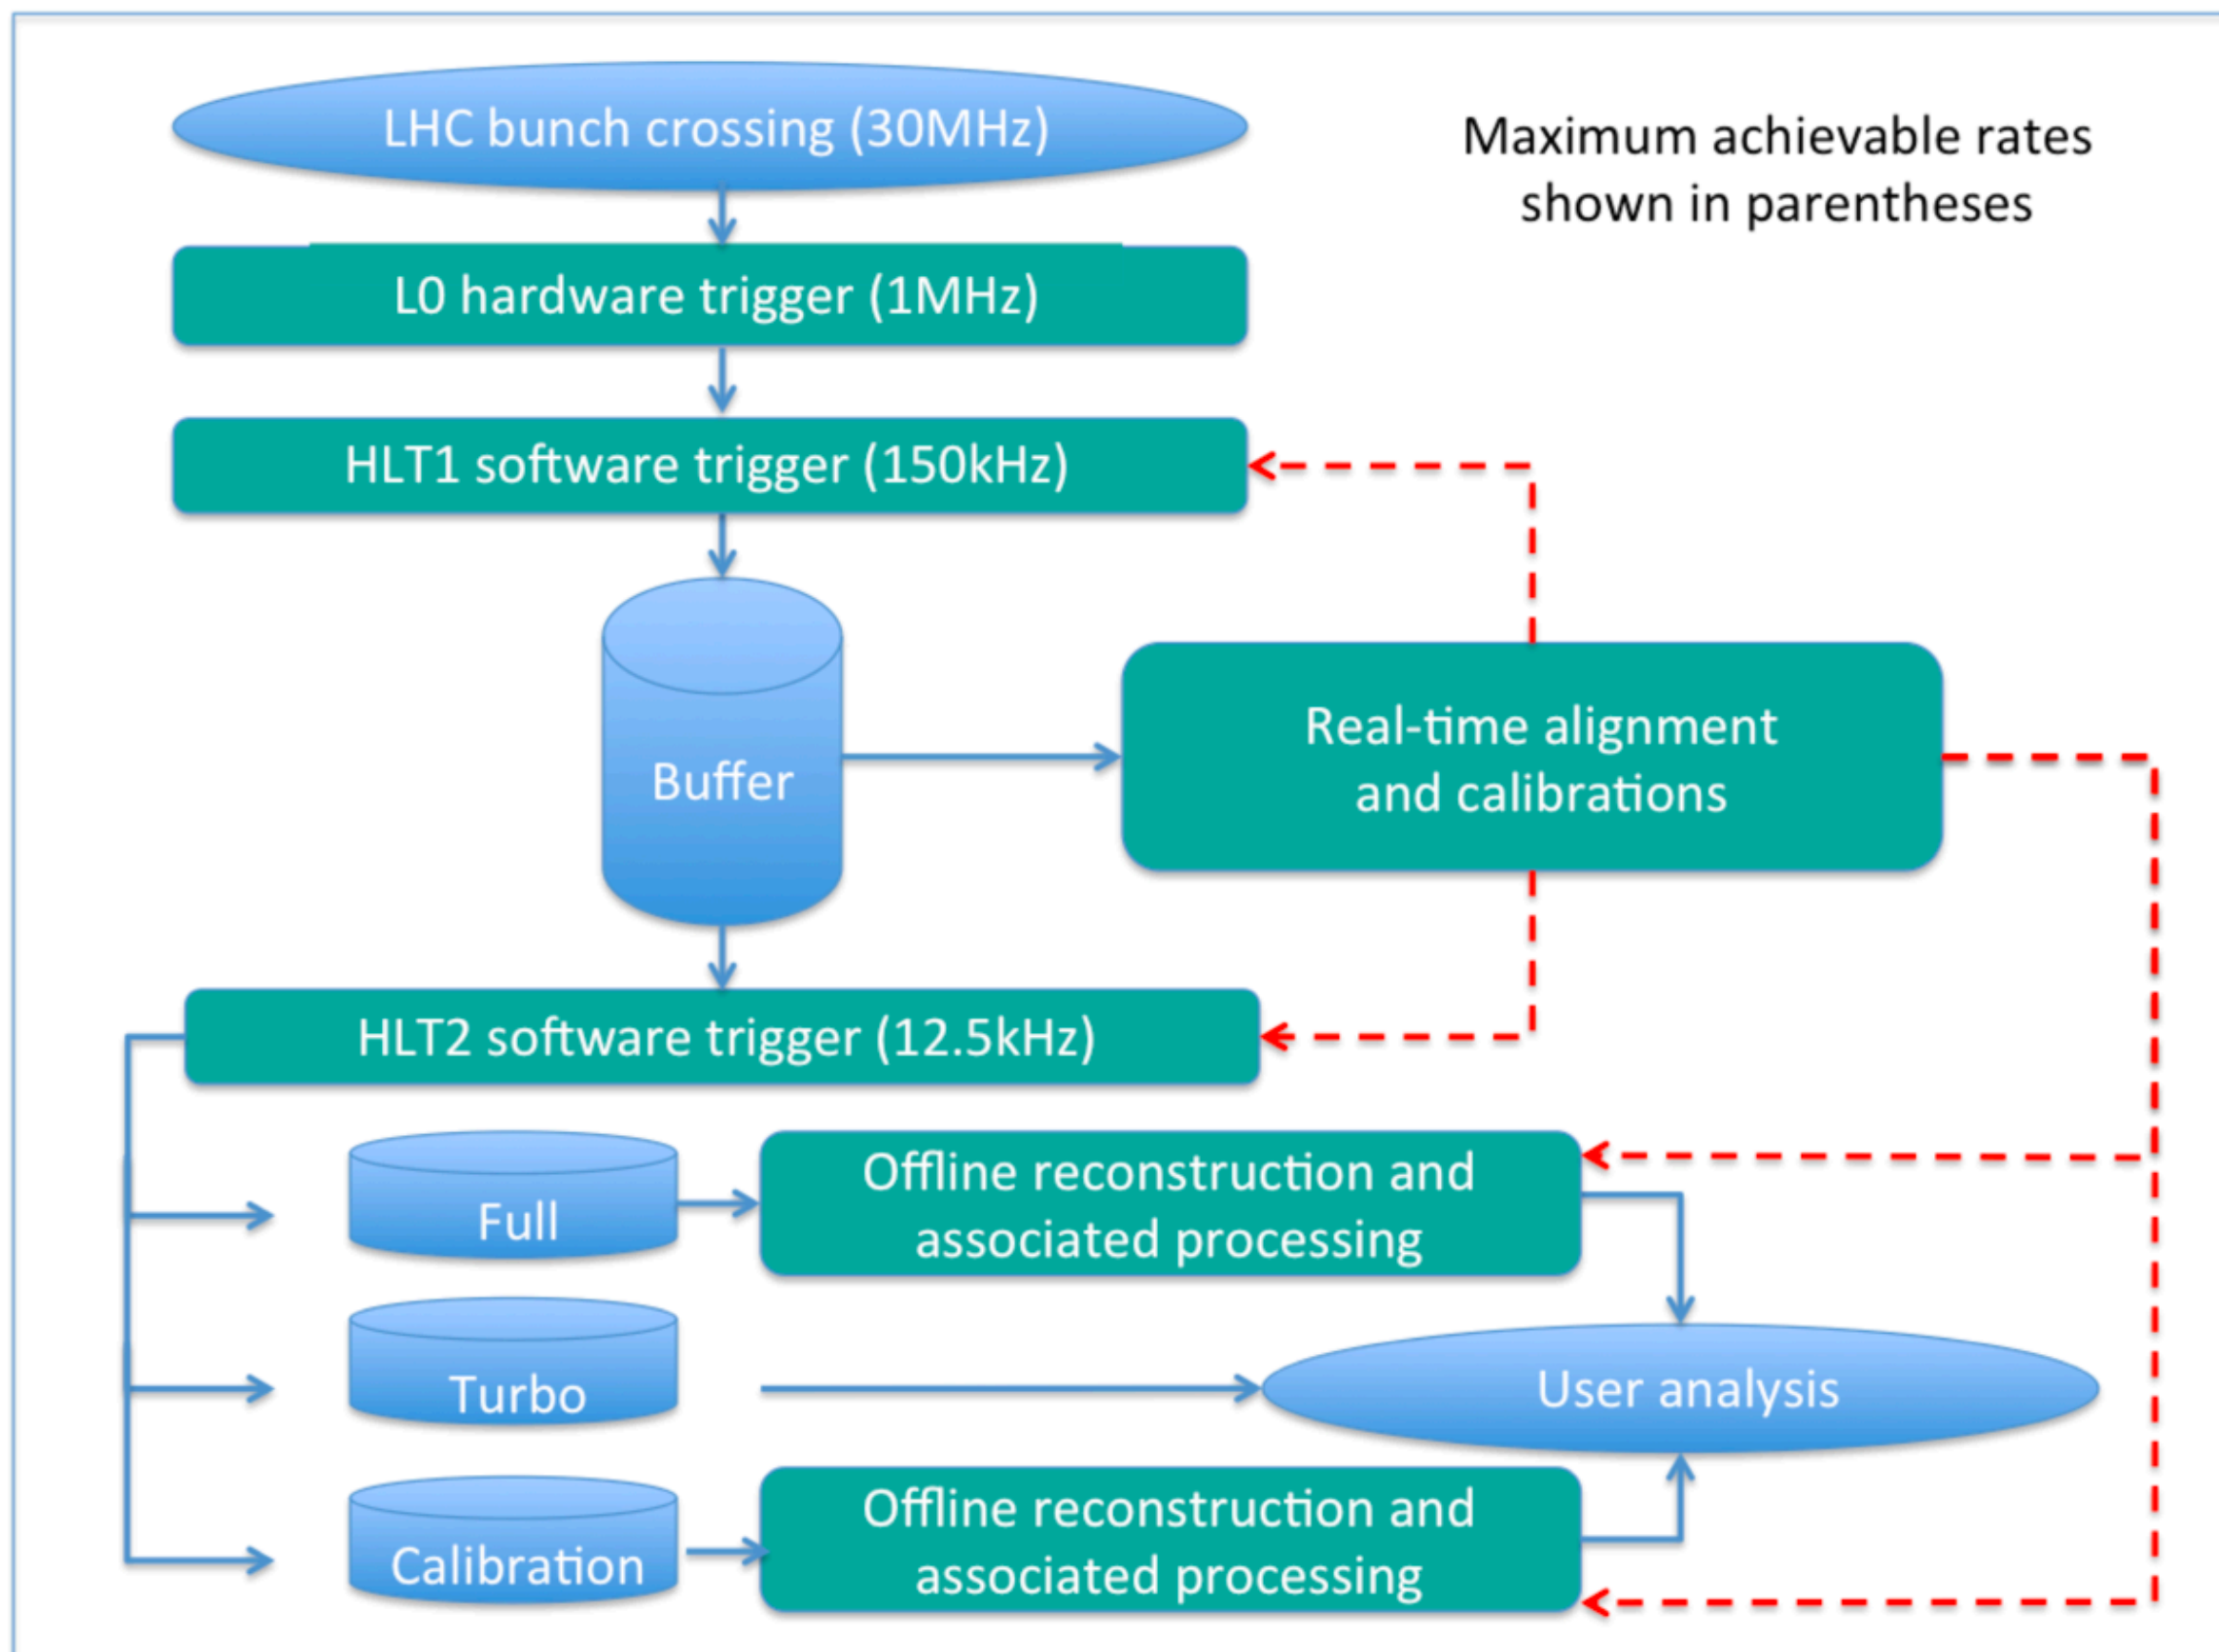 LHC bunch crossing (30MHz)
Maximum achievable rates
shown in parentheses
L0 hardware trigger (1MHz)
HLT1 software trigger (150kHz)
Buffer
Real-time alignment
and calibrations
HLT2 software trigger (12.5kHz)
Full
Offline reconstruction and
associated processing
Turbo
User analysis
Calibration
Offline reconstruction and
associated processing